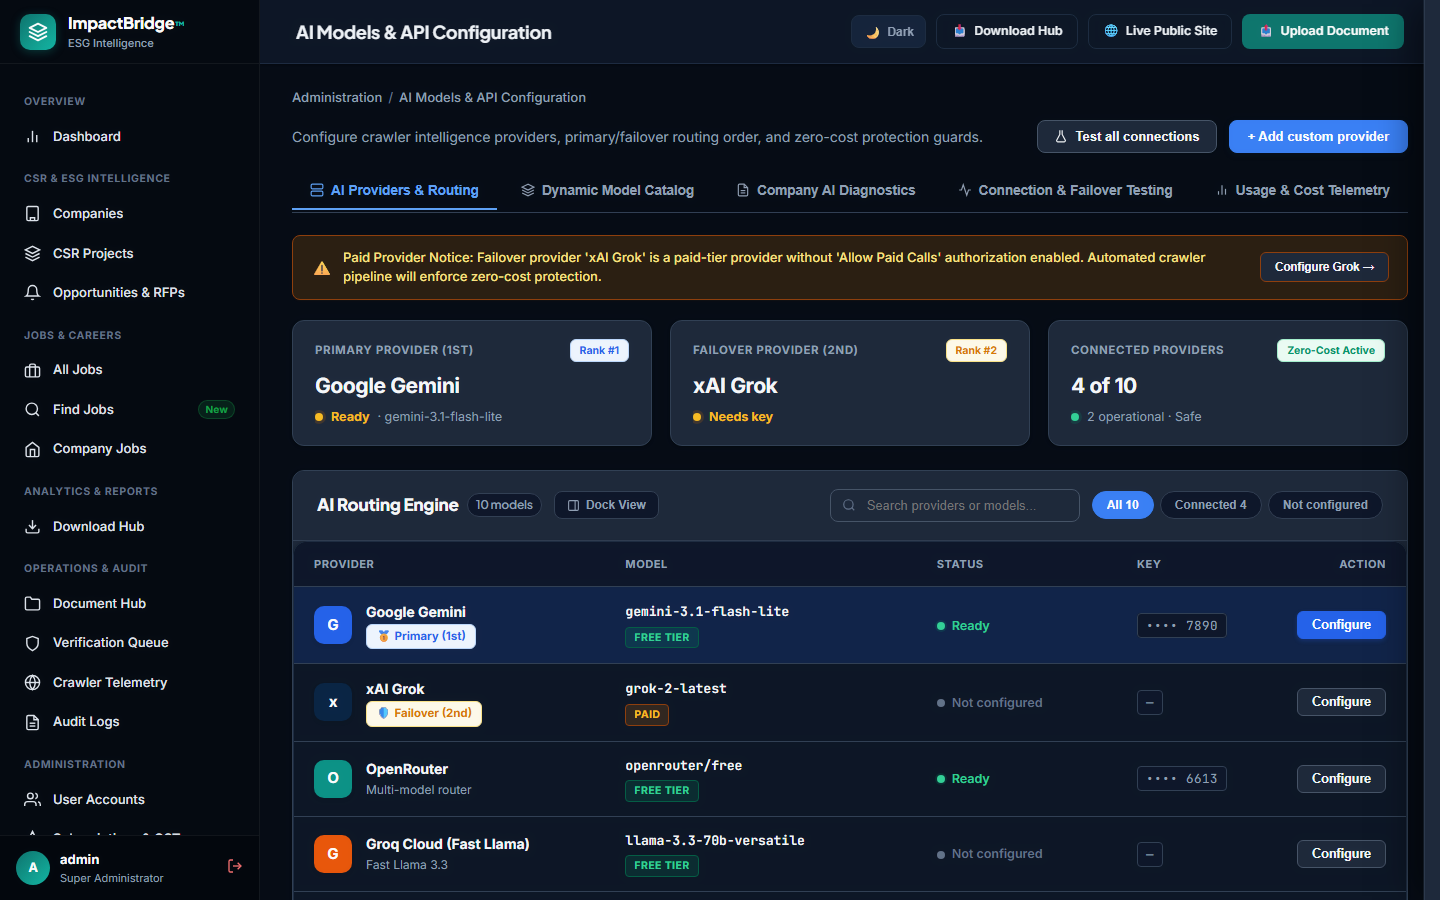 ImpactBridge™
ESG Intelligence
OVERVIEW
Dashboard
CSR & ESG INTELLIGENCE
Companies
CSR Projects
Opportunities & RFPs
JOBS & CAREERS
All Jobs
Find Jobs
New
Company Jobs
ANALYTICS & REPORTS
Download Hub
OPERATIONS & AUDIT
Document Hub
Verification Queue
Crawler Telemetry
Audit Logs
ADMINISTRATION
User Accounts
A
admin
Super Administrator
AI Models & API Configuration
Dark
Download Hub
Live Public Site
Upload Document
Administration / AI Models & API Configuration
Configure crawler intelligence providers, primary/failover routing order, and zero-cost protection guards.
Test all connections
+ Add custom provider
AI Providers & Routing
Dynamic Model Catalog
Company AI Diagnostics
Connection & Failover Testing
Usage & Cost Telemetry
Paid Provider Notice: Failover provider 'xAI Grok' is a paid-tier provider without 'Allow Paid Calls' authorization enabled. Automated crawler
pipeline will enforce zero-cost protection.
Configure Grok →
PRIMARY PROVIDER (1ST)
Rank #1
Google Gemini
Ready · gemini-3.1-flash-lite
FAILOVER PROVIDER (2ND)
Rank #2
xAI Grok
Needs key
CONNECTED PROVIDERS
Zero-Cost Active
4 of 10
2 operational · Safe
AI Routing Engine
10 models
Dock View
Search providers or models...
All 10
Connected 4
Not configured
PROVIDER MODEL STATUS KEY ACTION
G
Google Gemini
Primary (1st)
gemini-3.1-flash-lite
FREE TIER
Ready
•••• 7890
Configure
x
xAI Grok
Failover (2nd)
grok-2-latest
PAID
Not configured
—
Configure
O
OpenRouter
Multi-model router
openrouter/free
FREE TIER
Ready
•••• 6613
Configure
G
Groq Cloud (Fast Llama)
Fast Llama 3.3
llama-3.3-70b-versatile
FREE TIER
Not configured
—
Configure